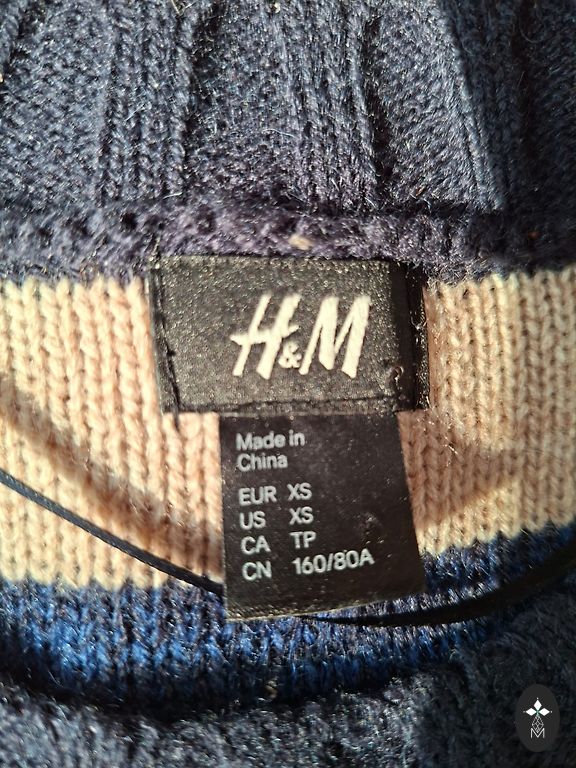 H&M
Made in
China
EUR XS
US XS
CA TP
CN 160/80A
M